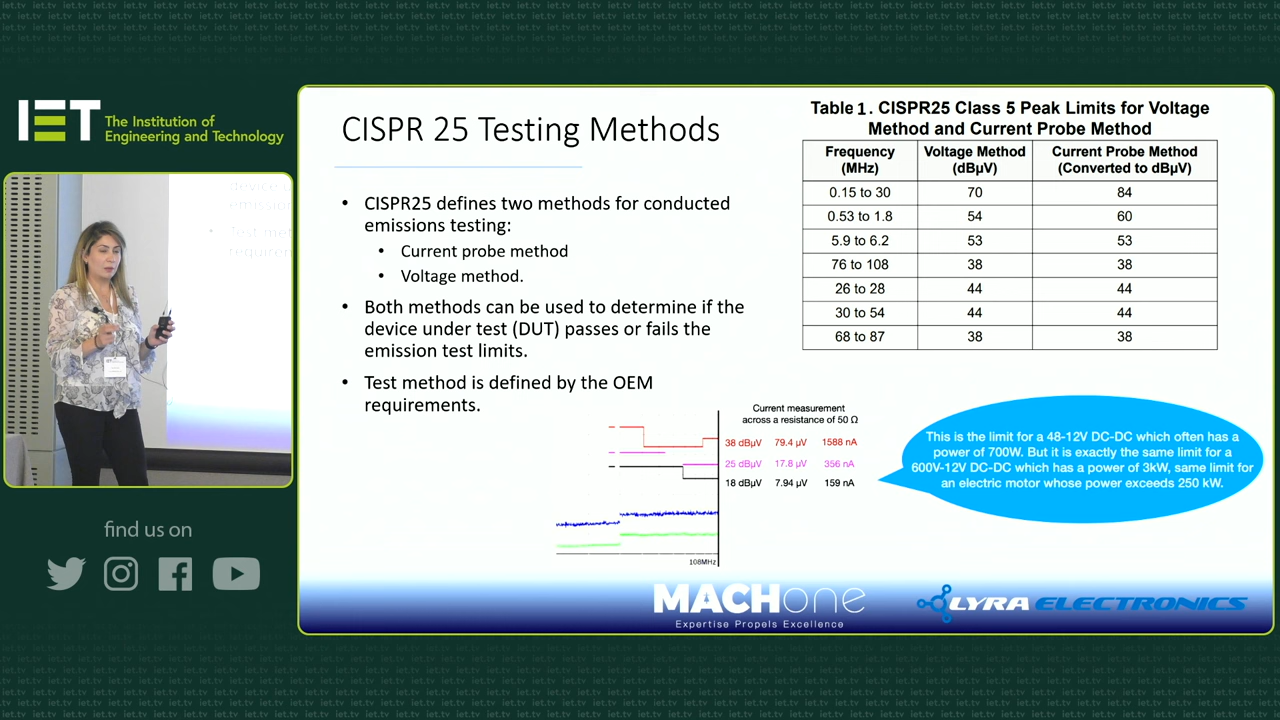 IET
The Institution of
Engineering and Technology
find us on
CISPR 25 Testing Methods
• CISPR25 defines two methods for conducted
emissions testing:
• Current probe method
• Voltage method.
• Both methods can be used to determine if the
device under test (DUT) passes or fails the
emission test limits.
• Test method is defined by the OEM
requirements.
Table 1. CISPR25 Class 5 Peak Limits for Voltage
Method and Current Probe Method
Frequency (MHz) Voltage Method (dBµV) Current Probe Method (Converted to dBµV)
0.15 to 30 70 84
0.53 to 1.8 54 60
5.9 to 6.2 53 53
76 to 108 38 38
26 to 28 44 44
30 to 54 44 44
68 to 87 38 38
Current measurement
across a resistance of 50 Ω
38 dBµV 79.4 µV 1588 nA
25 dBµV 17.8 µV 356 nA
18 dBµV 7.94 µV 159 nA
108MHz
This is the limit for a 48-12V DC-DC which often has a
power of 700W. But it is exactly the same limit for a
600V-12V DC-DC which has a power of 3kW, same limit for
an electric motor whose power exceeds 250 kW.
MACHone
Expertise Propels Excellence
LYRA ELECTRONICS